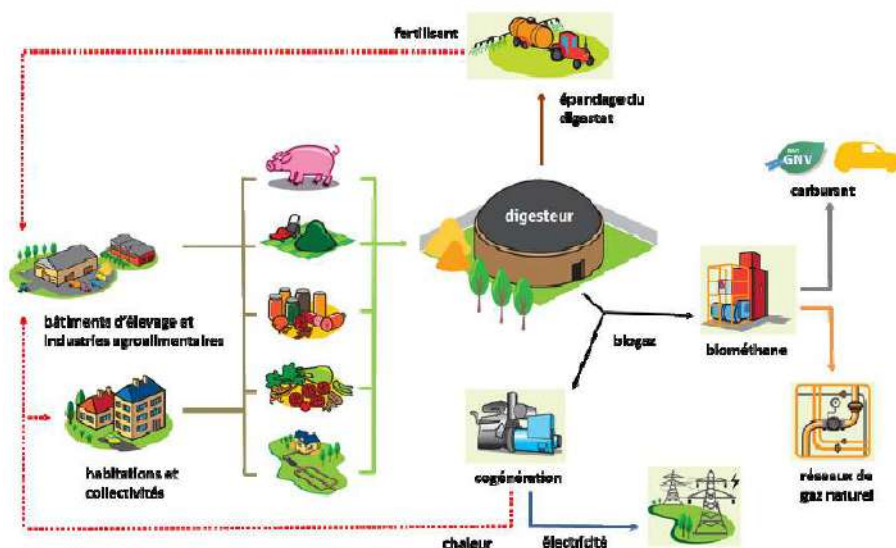 fertilisant
épandage du
digestat
GNV
carburant
digesteur
bâtiments d'élevage et
industries agroalimentaires
biogaz
biométhane
habitations et
collectivités
cogénération
réseaux de
gaz naturel
chaleur
électricité